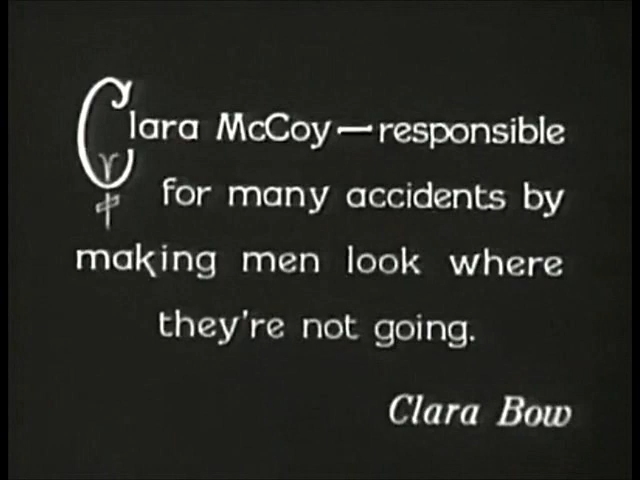 Clara McCoy—responsible
for many accidents by
making men look where
they're not going.
Clara Bow